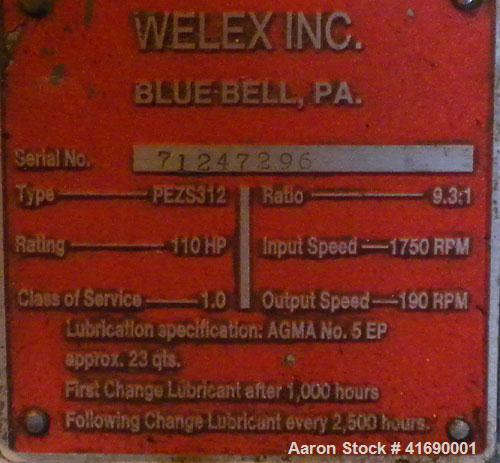 WELEX INC.
BLUE BELL, PA.
Serial No. 71247296
Type PEZS312 Ratio 9.3:1
Rating 110 HP Input Speed 1750 RPM
Class of Service 1.0 Output Speed 190 RPM
Lubrication specification: AGMA No. 5 EP
approx. 23 qts.
First Change Lubricant after 1,000 hours
Following Change Lubricant every 2,500 hours.
Aaron Stock # 41690001